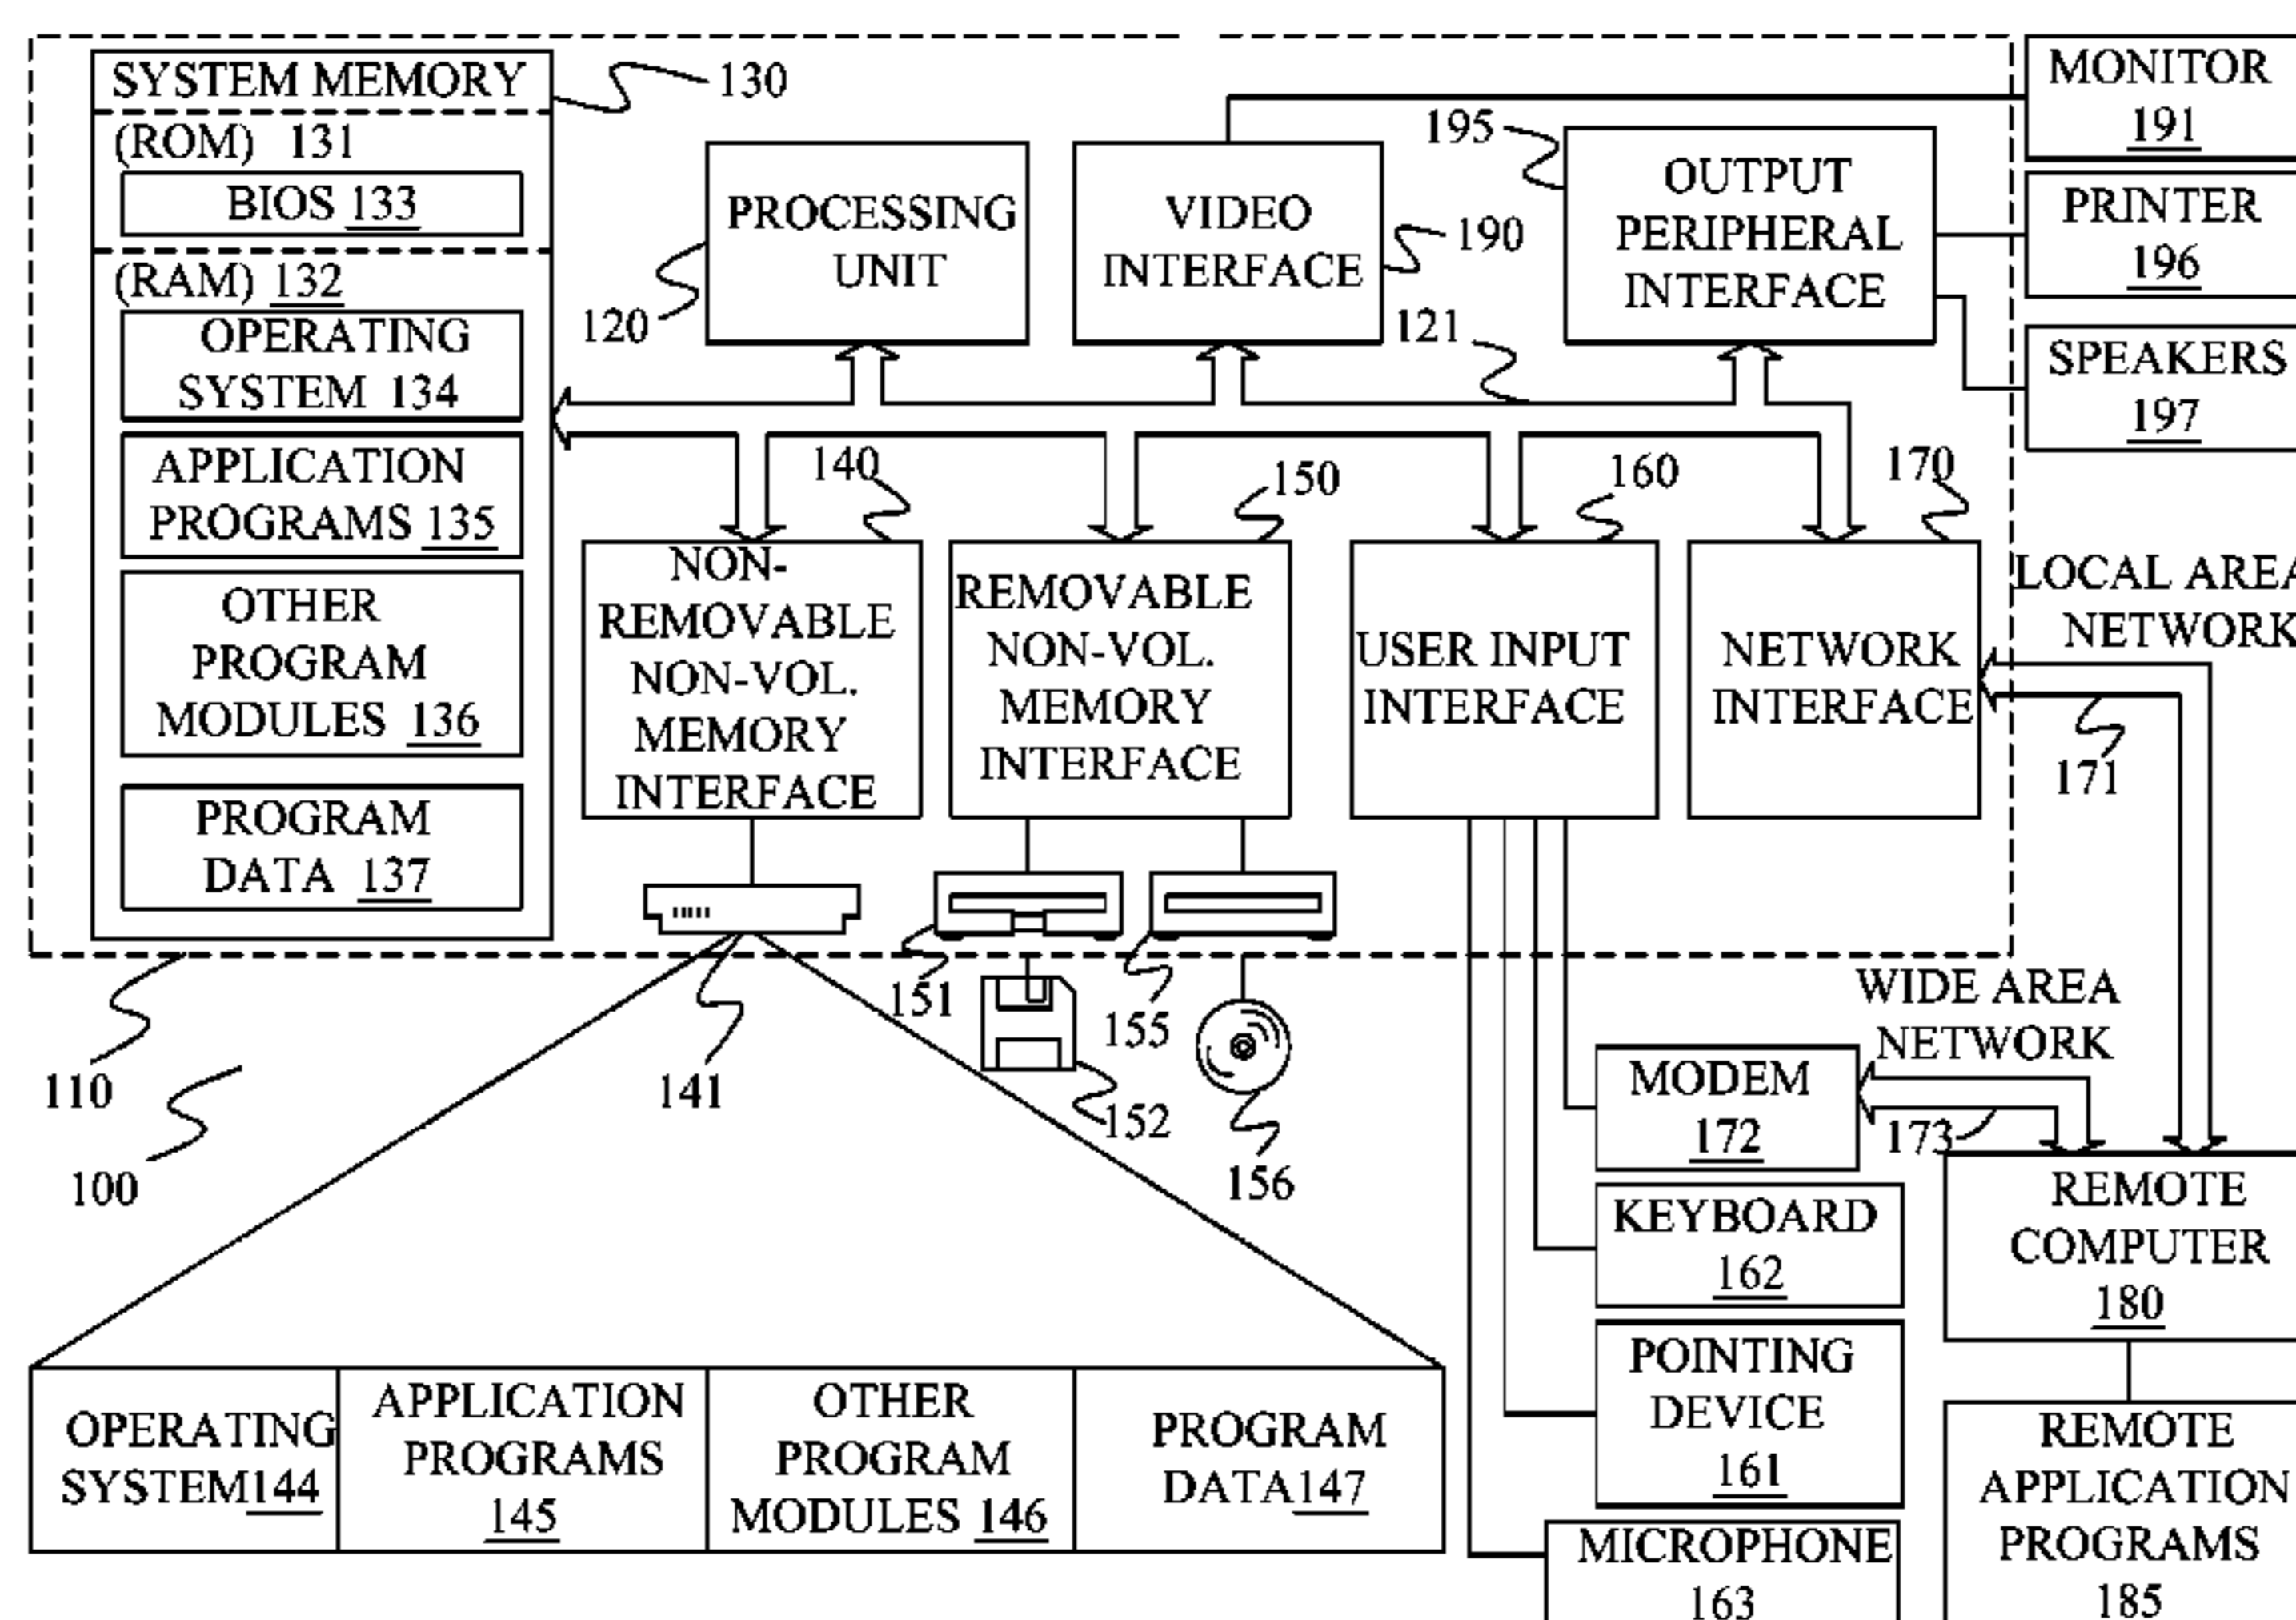 SYSTEM MEMORY
130
(ROM) 131
BIOS 133
(RAM) 132
OPERATING
SYSTEM 134
APPLICATION
PROGRAMS 135
OTHER
PROGRAM
MODULES 136
PROGRAM
DATA 137
PROCESSING
UNIT
120
VIDEO
INTERFACE
190
121
195
OUTPUT
PERIPHERAL
INTERFACE
MONITOR
191
PRINTER
196
SPEAKERS
197
140
NON-
REMOVABLE
NON-VOL.
MEMORY
INTERFACE
150
REMOVABLE
NON-VOL.
MEMORY
INTERFACE
160
USER INPUT
INTERFACE
170
NETWORK
INTERFACE
LOCAL AREA
NETWORK
171
110
100
141
151
152
155
156
WIDE AREA
NETWORK
173
MODEM
172
KEYBOARD
162
POINTING
DEVICE
161
MICROPHONE
163
REMOTE
COMPUTER
180
REMOTE
APPLICATION
PROGRAMS
185
OPERATING
SYSTEM144
APPLICATION
PROGRAMS
145
OTHER
PROGRAM
MODULES 146
PROGRAM
DATA147